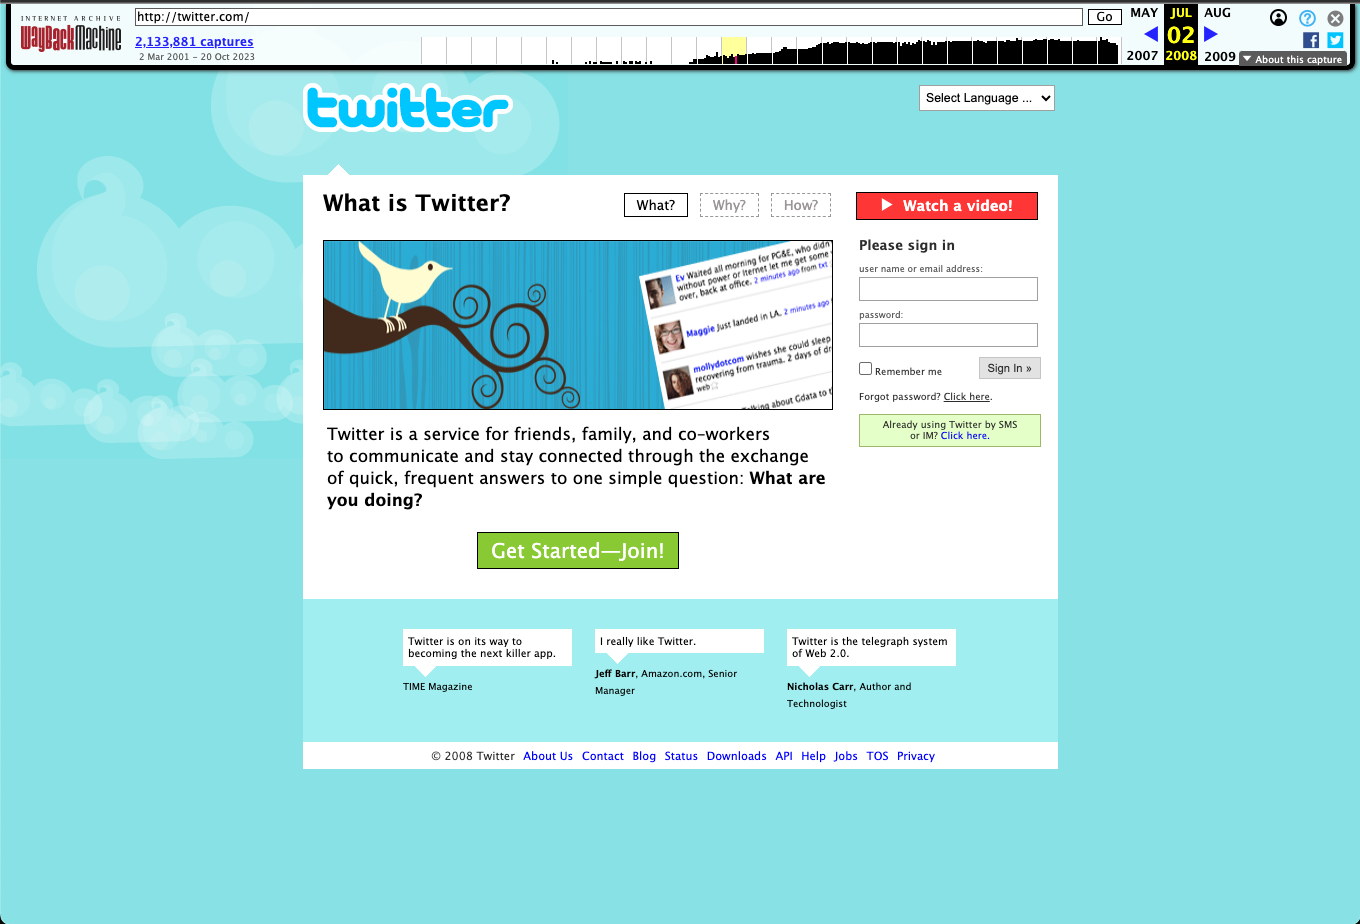 INTERNET ARCHIVE
WayBackMachine
http://twitter.com/
Go
2,133,881 captures
2 Mar 2001 – 20 Oct 2023
MAY JUL AUG
02
2007 2008 2009
About this capture
twitter
Select Language ...
What is Twitter?
What? Why? How?
Watch a video!
Ev Waited all morning for PG&E, who didn
without power or Iternet let me get some
over, back at office. 2 minutes ago from txt
Maggie Just landed in LA. 2 minutes ago
mollydotcom wishes she could sleep
recovering from trauma. 2 days of
web
alking about Gdata to t
Please sign in
user name or email address:
password:
Remember me
Sign In »
Forgot password? Click here.
Already using Twitter by SMS
or IM? Click here.
Twitter is a service for friends, family, and co-workers
to communicate and stay connected through the exchange
of quick, frequent answers to one simple question: What are
you doing?
Get Started—Join!
Twitter is on its way to
becoming the next killer app.
TIME Magazine
I really like Twitter.
Jeff Barr, Amazon.com, Senior
Manager
Twitter is the telegraph system
of Web 2.0.
Nicholas Carr, Author and
Technologist
© 2008 Twitter About Us Contact Blog Status Downloads API Help Jobs TOS Privacy